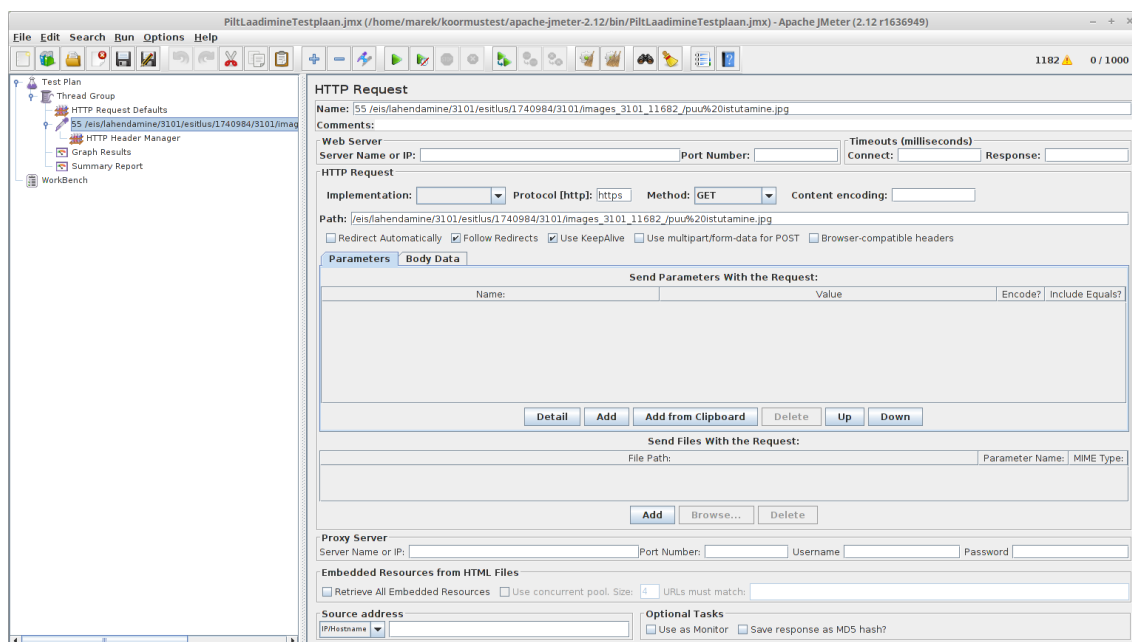 PiltLaadimineTestplaan.jmx (/home/marek/koormustest/apache-jmeter-2.12/bin/PiltLaadimineTestplaan.jmx) - Apache JMeter (2.12 r1636949)
File Edit Search Run Options Help
1182 0 / 1000
Test Plan
Thread Group
HTTP Request Defaults
55 /eis/lahendamine/3101/esitlus/1740984/3101/imag
HTTP Header Manager
Graph Results
Summary Report
WorkBench
HTTP Request
Name: 55 /eis/lahendamine/3101/esitlus/1740984/3101/images_3101_11682_/puu%20istutamine.jpg
Comments:
Web Server
Server Name or IP: Port Number:
Timeouts (milliseconds)
Connect: Response:
HTTP Request
Implementation: Protocol [http]: https Method: GET Content encoding:
Path: /eis/lahendamine/3101/esitlus/1740984/3101/images_3101_11682_/puu%20istutamine.jpg
Redirect Automatically Follow Redirects Use KeepAlive Use multipart/form-data for POST Browser-compatible headers
Parameters Body Data
Send Parameters With the Request:
Name: Value Encode? Include Equals?
Detail Add Add from Clipboard Delete Up Down
Send Files With the Request:
File Path: Parameter Name: MIME Type:
Add Browse... Delete
Proxy Server
Server Name or IP: Port Number: Username Password
Embedded Resources from HTML Files
Retrieve All Embedded Resources Use concurrent pool. Size: 4 URLs must match:
Source address
IP/Hostname
Optional Tasks
Use as Monitor Save response as MD5 hash?